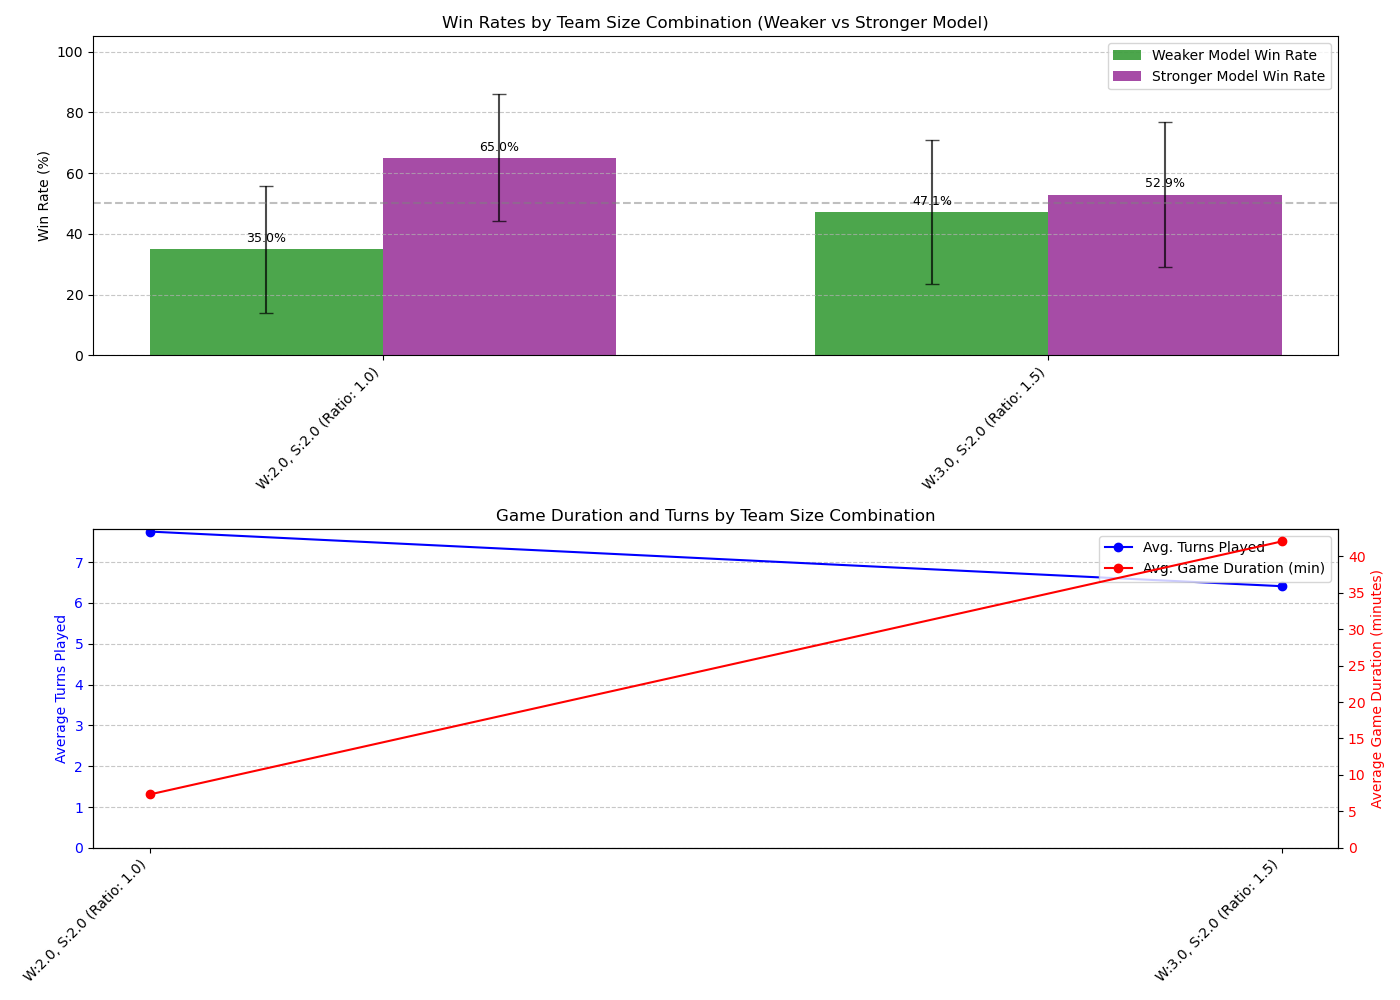 Win Rates by Team Size Combination (Weaker vs Stronger Model)
100
80
60
40
20
0
Win Rate (%)
Weaker Model Win Rate
Stronger Model Win Rate
35.0%
65.0%
47.1%
52.9%
W:2.0, S:2.0 (Ratio: 1.0)
W:3.0, S:2.0 (Ratio: 1.5)
Game Duration and Turns by Team Size Combination
7
6
5
4
3
2
1
0
Average Turns Played
Avg. Turns Played
Avg. Game Duration (min)
40
35
30
25
20
15
10
5
0
Average Game Duration (minutes)
W:2.0, S:2.0 (Ratio: 1.0)
W:3.0, S:2.0 (Ratio: 1.5)